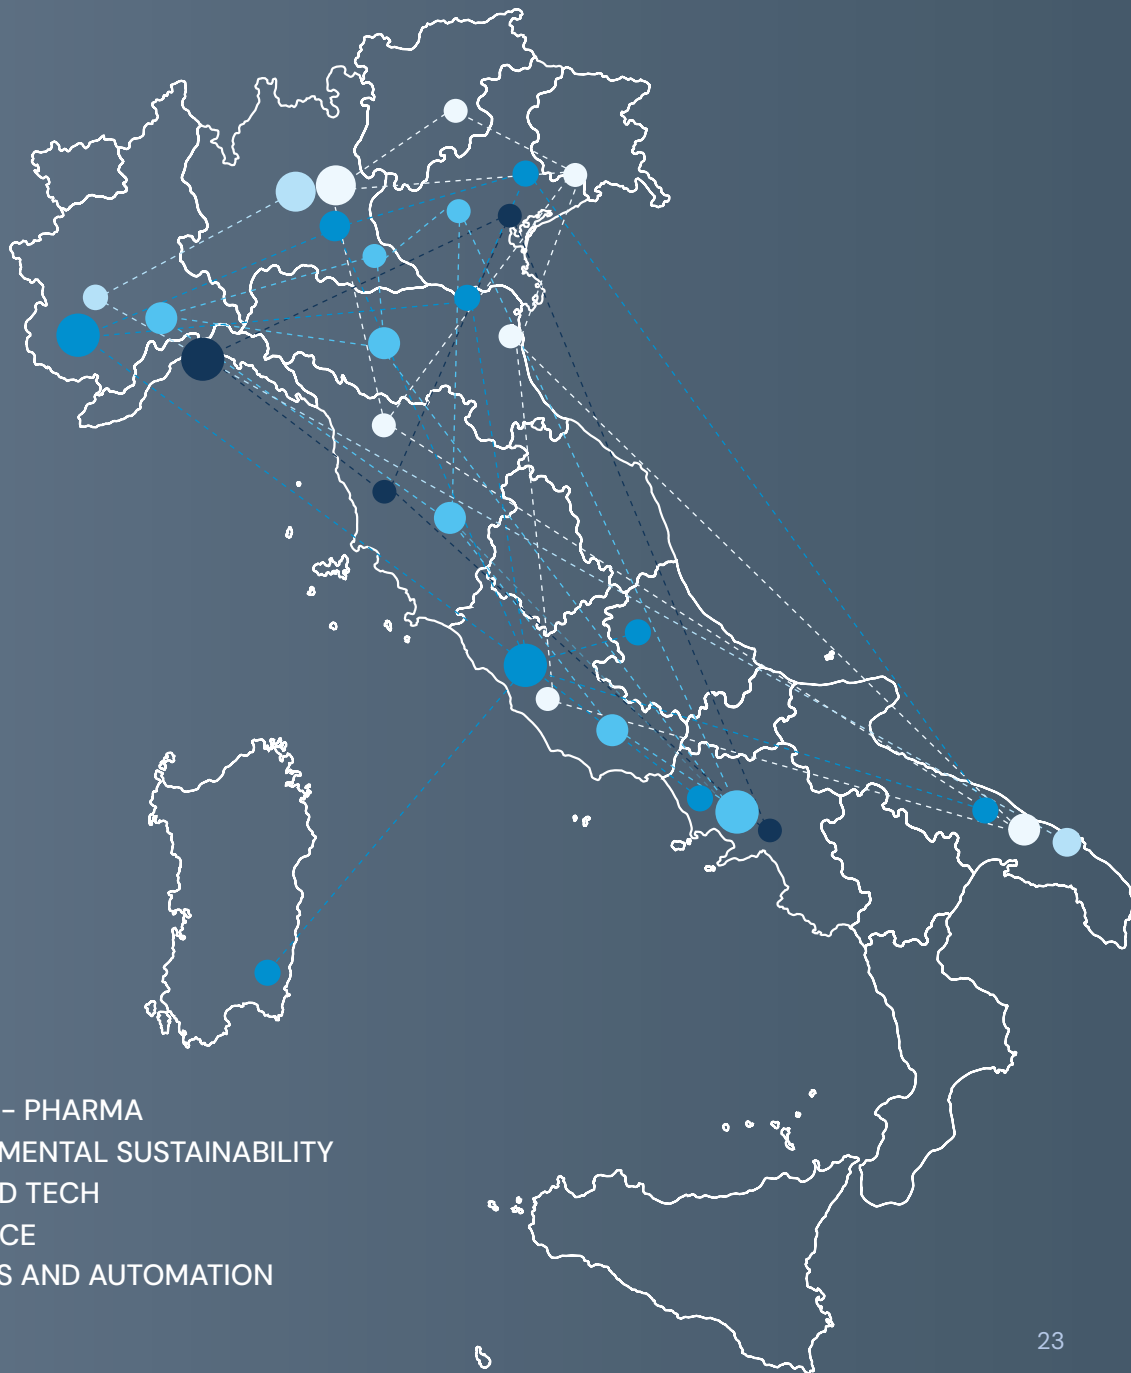 – PHARMA
MENTAL SUSTAINABILITY
D TECH
CE
S AND AUTOMATION
23